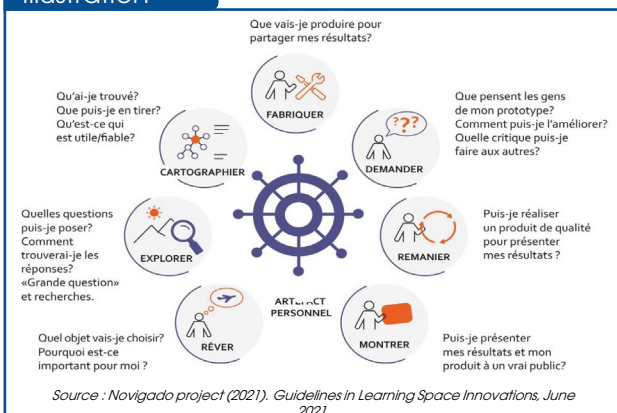 Illustration
Que vais-je produire pour
partager mes résultats?
FABRIQUER
Qu'ai-je trouvé?
Que puis-je en tirer?
Qu'est-ce qui
est utile/fiable?
CARTOGRAPHIER
Que pensent les gens
de mon prototype?
Comment puis-je l'améliorer?
Quelle critique puis-je
faire aux autres?
???
DEMANDER
Quelles questions
puis-je poser?
Comment
trouverai-je les
réponses?
«Grande question»
et recherches.
EXPLORER
Puis-je réaliser
un produit de qualité
pour présenter
mes résultats ?
REMANIER
Quel objet vais-je choisir?
Pourquoi est-ce
important pour moi ?
RÊVER
PERSONNEL
MONTRER
Puis-je présenter
mes résultats et mon
produit à un vrai public?
Source : Novigado project (2021). Guidelines in Learning Space Innovations, June
2021